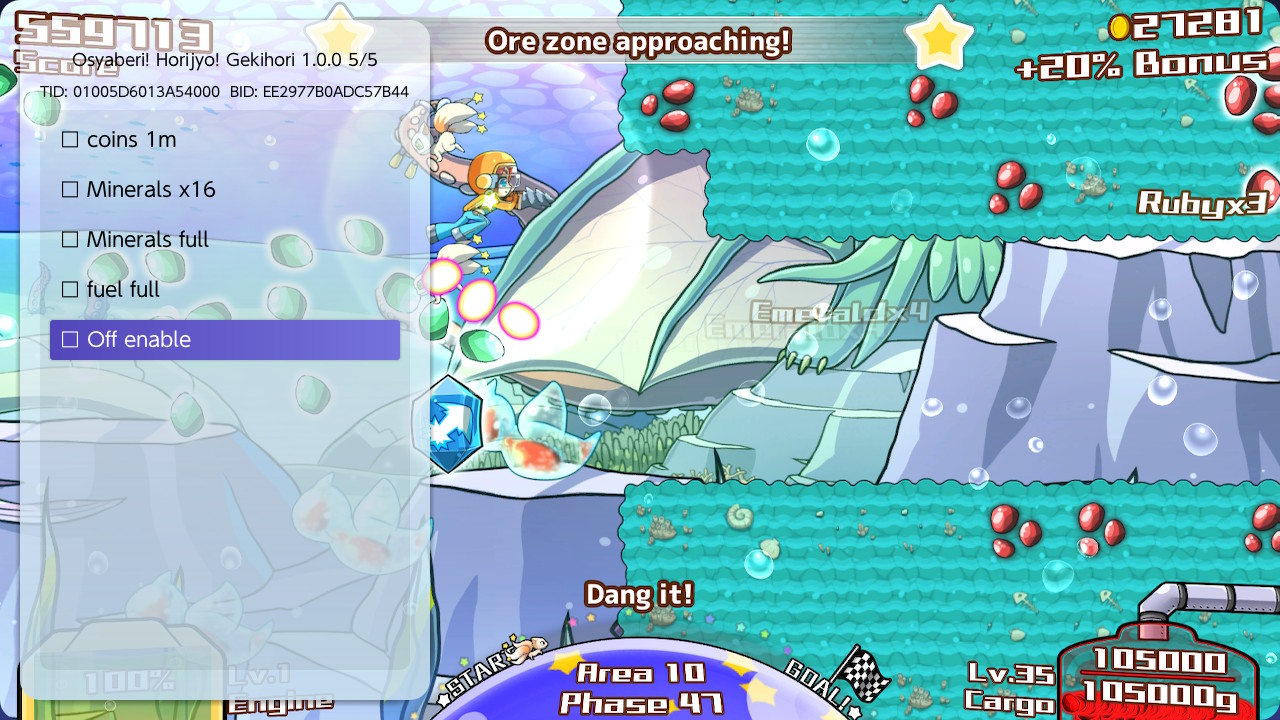 559713
Score
Osyaberi! Horijyo! Gekihori 1.0.0 5/5
TID: 01005D6013A54000 BID: EE2977B0ADC57B44
☐ coins 1m
☐ Minerals x16
☐ Minerals full
☐ fuel full
☐ Off enable
Ore zone approaching!
27281
+20% Bonus
Rubyx3
Emeraldx4
Dang it!
START!
Area 10
Phase 47
GOAL!
100%
Lv.1
Engine
Lv.35
Cargo
105000
105000g